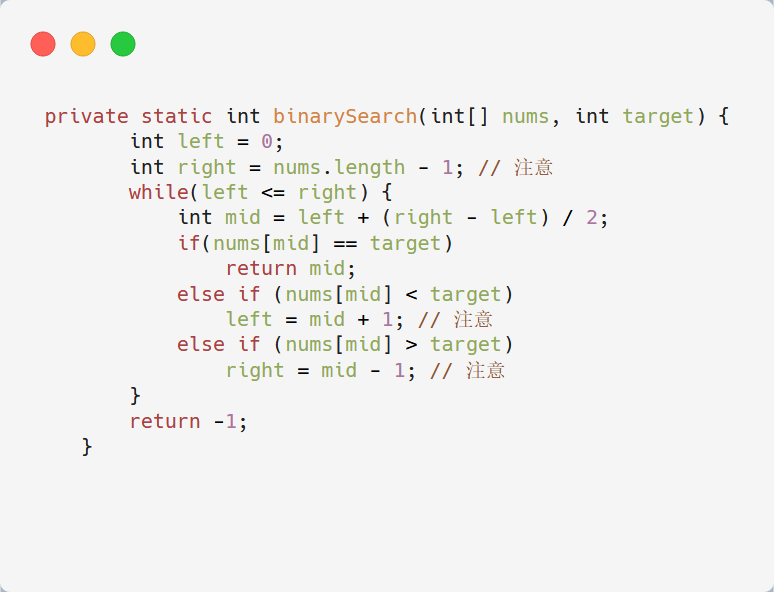 private static int binarySearch(int[] nums, int target) {
int left = 0;
int right = nums.length - 1; // 注意
while(left <= right) {
int mid = left + (right - left) / 2;
if(nums[mid] == target)
return mid;
else if (nums[mid] < target)
left = mid + 1; // 注意
else if (nums[mid] > target)
right = mid - 1; // 注意
}
return -1;
}